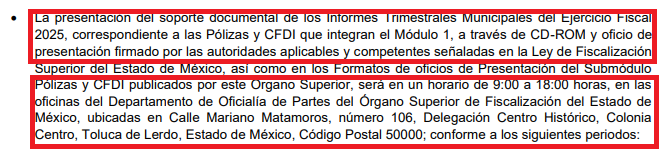 • La presentación del soporte documental de los Informes Trimestrales Municipales del Ejercicio Fiscal
2025, correspondiente a las Pólizas y CFDI que integran el Módulo 1, a través de CD-ROM y oficio de
presentación firmado por las autoridades aplicables y competentes señaladas en la Ley de Fiscalización
Superior del Estado de México, así como en los Formatos de oficios de Presentación del Submódulo
Pólizas y CFDI publicados por este Órgano Superior, será en un horario de 9:00 a 18:00 horas, en las
oficinas del Departamento de Oficialía de Partes del Órgano Superior de Fiscalización del Estado de
México, ubicadas en Calle Mariano Matamoros, número 106, Delegación Centro Histórico, Colonia
Centro, Toluca de Lerdo, Estado de México, Código Postal 50000; conforme a los siguientes periodos: